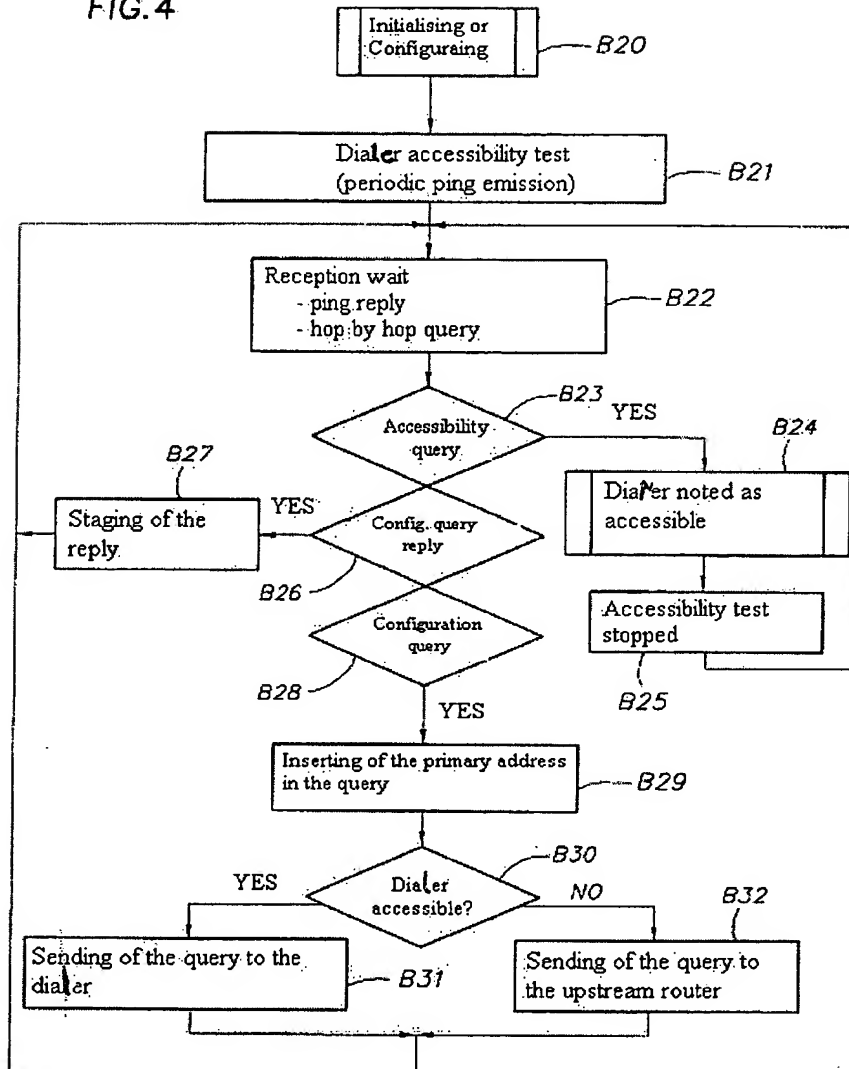 FIG. 4
Initialising or
Configuraing
B20
Dialer accessibility test
(periodic ping emission)
B21
Reception wait
- ping reply
- hop by hop query
B22
B23
Accessibility
query
YES
B24
Dialer noted as
accessible
B27
Staging of the
reply.
YES
Config. query
reply
B26
Accessibility test
stopped
B25
Configuration
query
B28
YES
Inserting of the primary address
in the query
B29
B30
Dialer
accessible?
YES
NO
B32
Sending of the query to the
dialer
B31
Sending of the query to
the upstream router